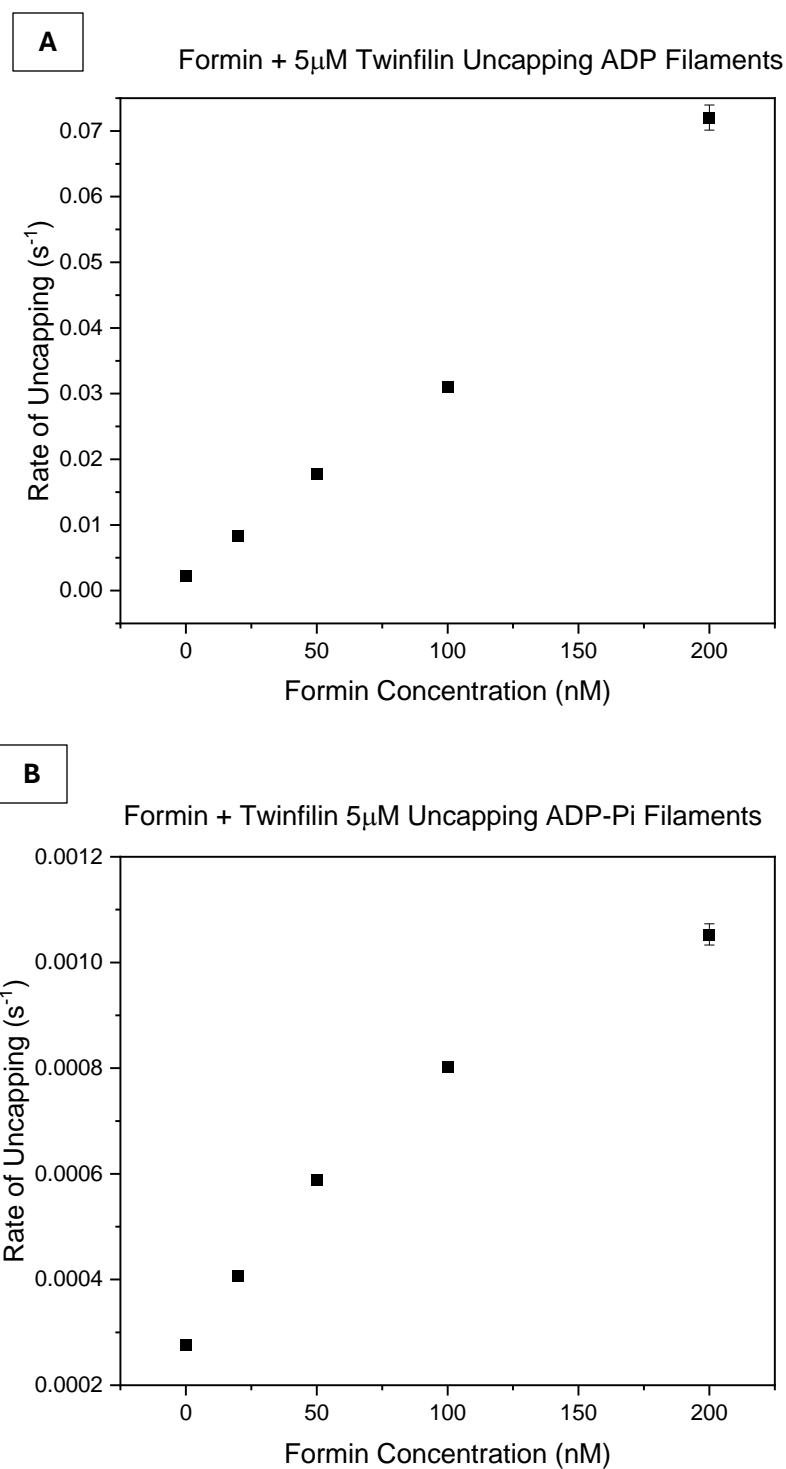 A
Formin + 5μM Twinfilin Uncapping ADP Filaments
0.07
0.06
0.05
0.04
0.03
0.02
0.01
0.00
Rate of Uncapping (s⁻¹)
0 50 100 150 200
Formin Concentration (nM)
B
Formin + Twinfilin 5μM Uncapping ADP-Pi Filaments
0.0012
0.0010
0.0008
0.0006
0.0004
0.0002
Rate of Uncapping (s⁻¹)
0 50 100 150 200
Formin Concentration (nM)